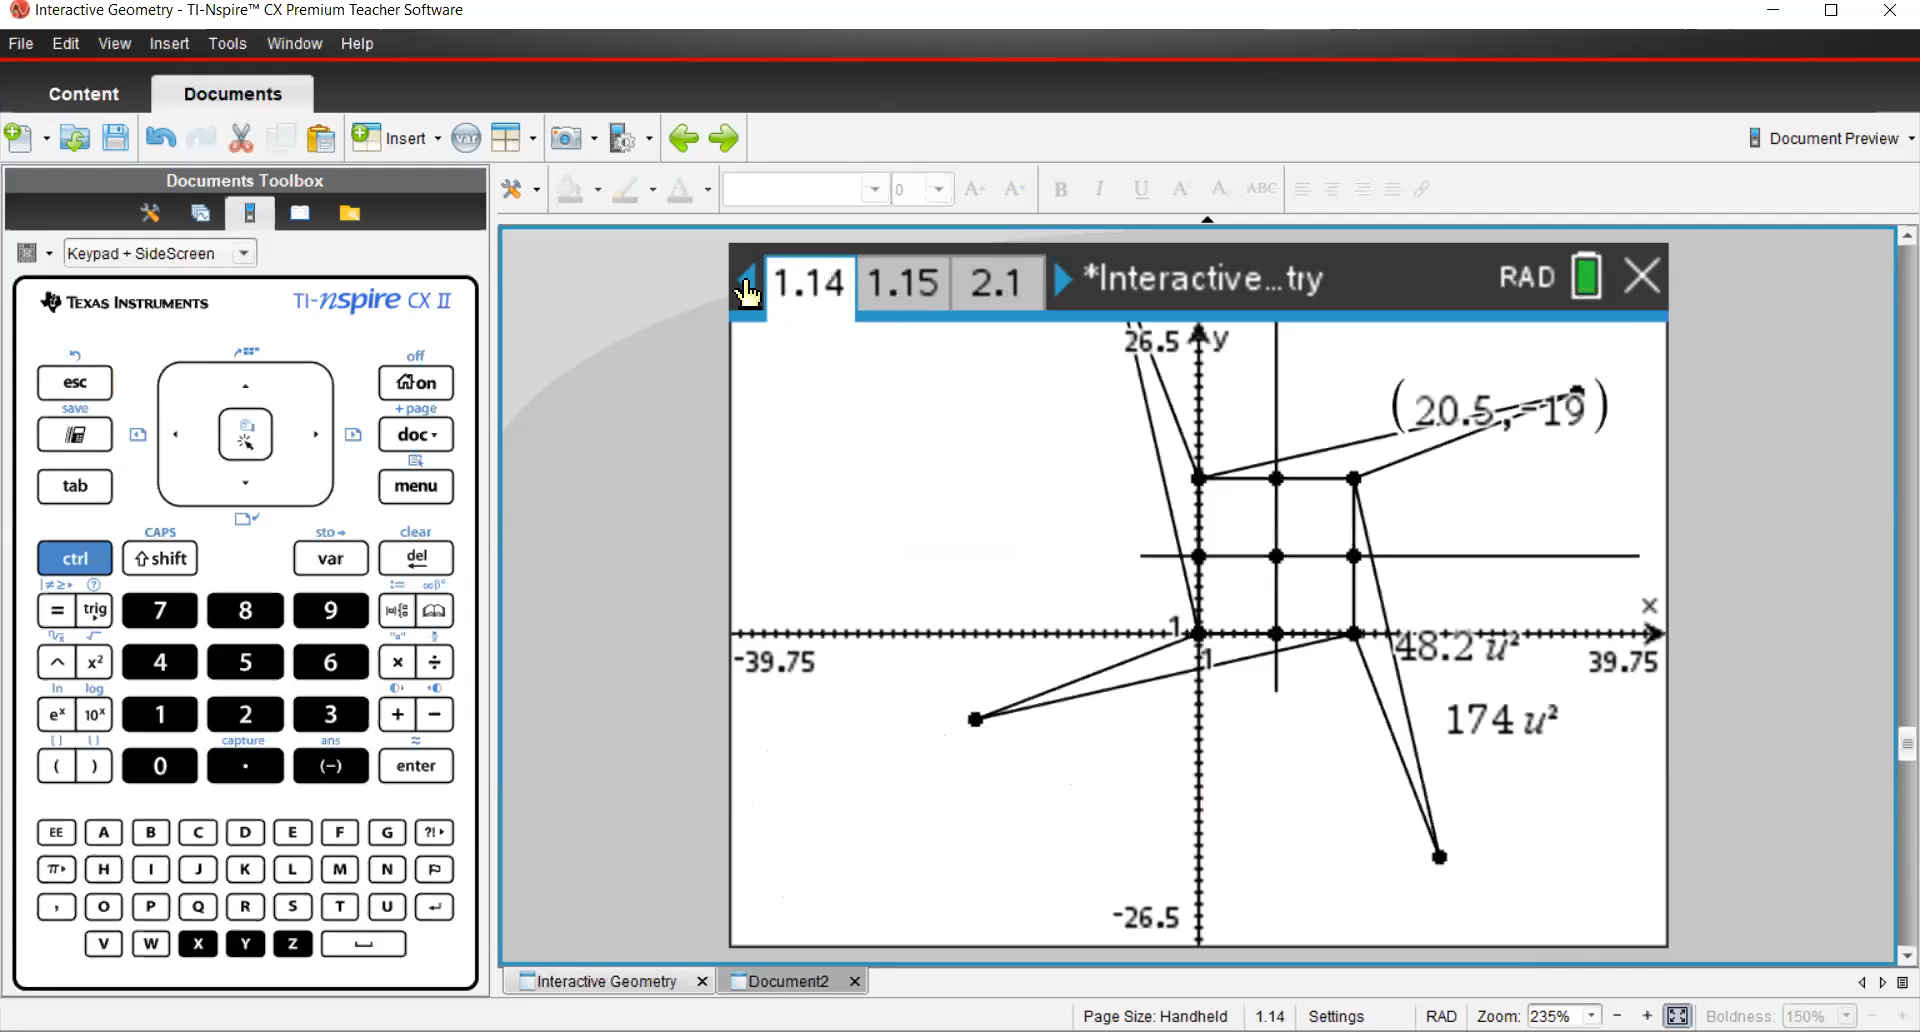 Interactive Geometry - TI-Nspire™ CX Premium Teacher Software
File Edit View Insert Tools Window Help
Content Documents
Insert var Document Preview
Documents Toolbox
0 A A B I U A A ABC
Keypad + SideScreen
1.14 1.15 2.1 *Interactive...try RAD
TEXAS INSTRUMENTS TI-nspire CX II
off
esc on
save + page
doc
tab menu
CAPS sto→ clear
ctrl shift var del
|≠≥> ? := ∞β°
= trig 7 8 9
n√x √ "□"
^ x² 4 5 6 × ÷
ln log
eˣ 10ˣ 1 2 3 + −
[ ] { } capture ans ≈
( ) 0 . (−) enter
EE A B C D E F G ?!
π H I J K L M N
, O P Q R S T U
V W X Y Z
26.5 y
(20.5,-19)
x
1
-39.75 1 48.2 u² 39.75
174 u²
-26.5
Interactive Geometry Document2
Page Size: Handheld 1.14 Settings RAD Zoom: 235% - + Boldness: 150% - +